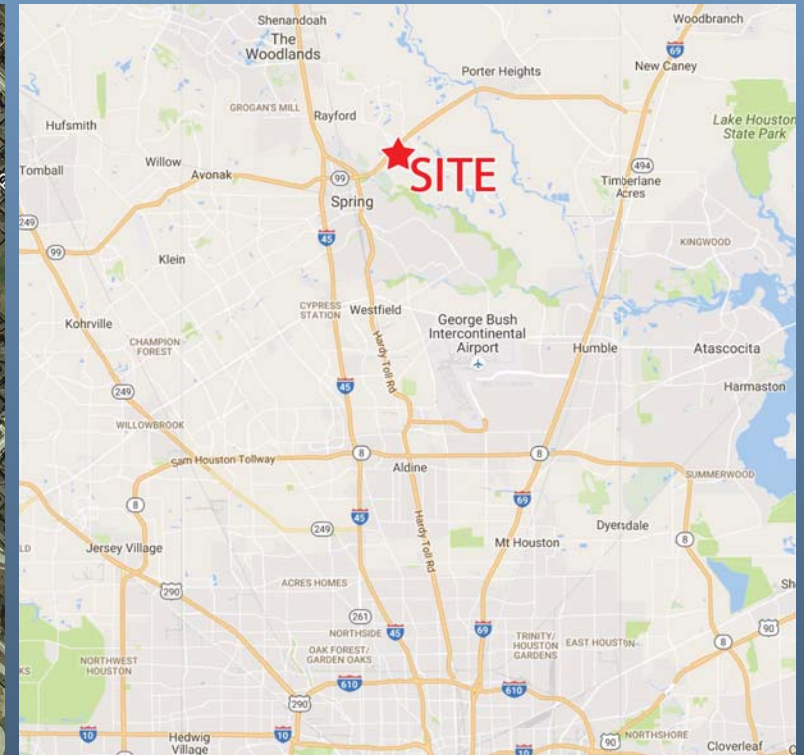 Shenandoah
Woodbranch
The
Woodlands
69
New Caney
Porter Heights
GROGAN'S MILL
Rayford
Lake Houston
State Park
Hufsmith
Tomball
Willow
Avonak
99
SITE
494
Timberlane
Acres
Spring
249
45
99
KINGWOOD
Klein
CYPRESS
STATION
Westfield
George Bush
Intercontinental
Airport
Kohrville
CHAMPION
FOREST
Hardy Toll Rd
Humble
Atascocita
45
Harmaston
249
WILLOWBROOK
8
8
Sam Houston Tollway
Aldine
SUMMERWOOD
69
8
45
249
Hardy Toll Rd
Dyersdale
8
Jersey Village
Mt Houston
290
ACRES HOMES
261
NORTHSIDE
45
69
TRINITY/
HOUSTON
GARDENS
EAST HOUSTON
90
8
OAK FOREST/
GARDEN OAKS
NORTHWEST
HOUSTON
610
610
290
10
Hedwig
Village
10
10
90
NORTHSHORE
Cloverleaf